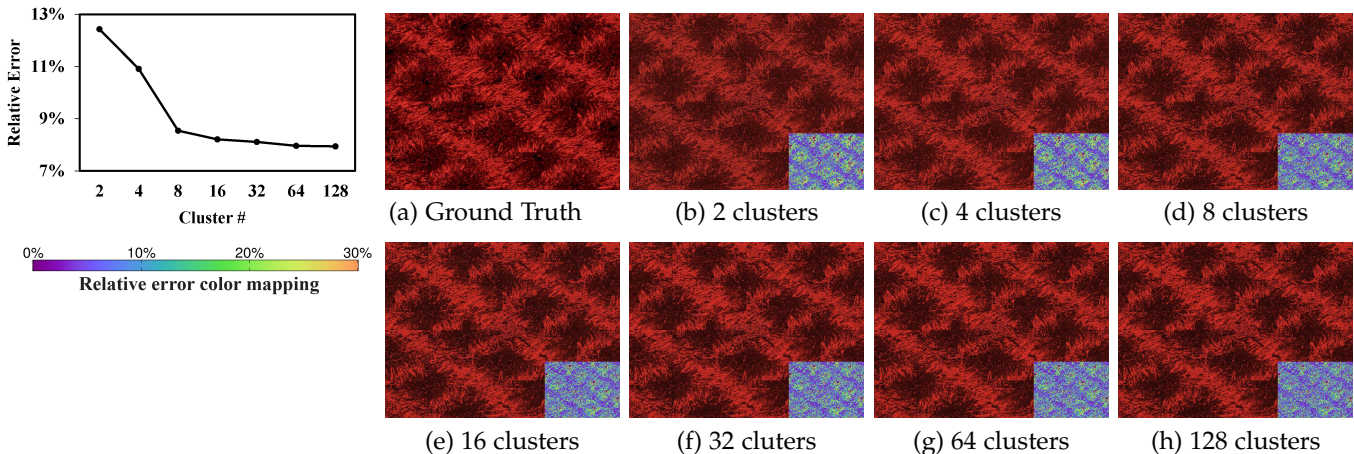 13%
11%
9%
7%
Relative Error
2 4 8 16 32 64 128
Cluster #
0% 10% 20% 30%
Relative error color mapping
(a) Ground Truth
(b) 2 clusters
(c) 4 clusters
(d) 8 clusters
(e) 16 clusters
(f) 32 cluters
(g) 64 clusters
(h) 128 clusters